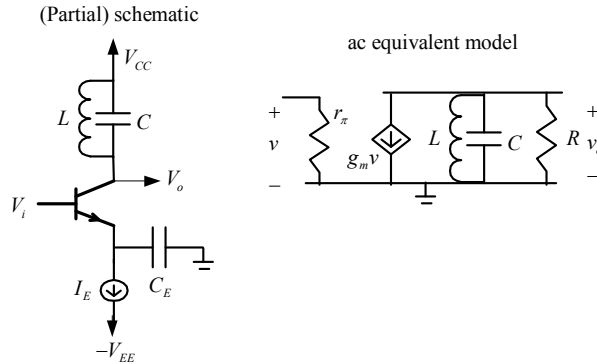 (Partial) schematic
V_CC
L
C
V_o
V_i
I_E
C_E
–V_EE
ac equivalent model
+
v
–
r_π
g_m v
L
C
R
+
v_o
–